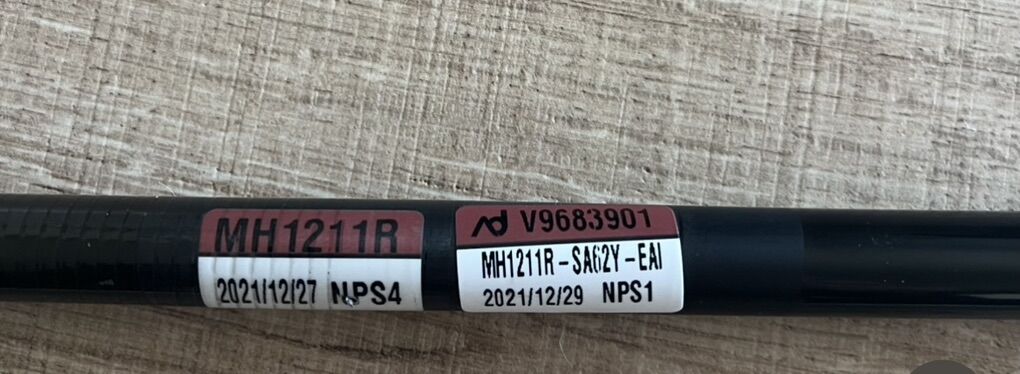 MH1211R
2021/12/27 NPS4
V9683901
MH1211R-SA62Y-EAI
2021/12/29 NPS1